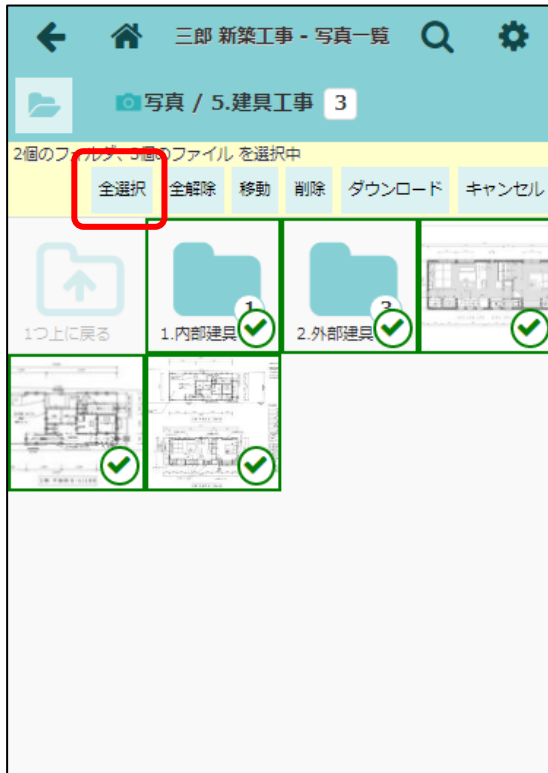 三郎 新築工事 - 写真一覧
写真 / 5.建具工事 3
2個のフォルダ、3個のファイル を選択中
全選択 全解除 移動 削除 ダウンロード キャンセル
1つ上に戻る
1
1.内部建具
3
2.外部建具